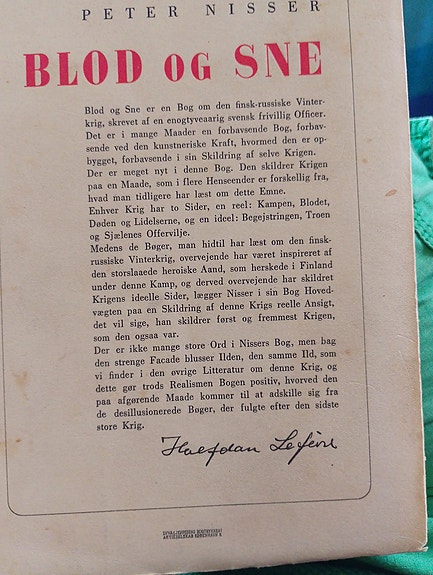 PETER NISSER
BLOD OG SNE
Blod og Sne er en Bog om den finsk-russiske Vinter-
krig, skrevet af en enogtyveaarig svensk frivillig Officer.
Det er i mange Maader en forbavsende Bog, forbav-
sende ved den kunstneriske Kraft, hvormed den er op-
bygget, forbavsende i sin Skildring af selve Krigen.
Der er meget nyt i denne Bog. Den skildrer Krigen
paa en Maade, som i flere Henseender er forskellig fra,
hvad man tidligere har læst om dette Emne.
Enhver Krig har to Sider, en reel: Kampen, Blodet,
Døden og Lidelserne, og en ideel: Begejstringen, Troen
og Sjælenes Offervilje.
Medens de Bøger, man hidtil har læst om den finsk-
russiske Vinterkrig, overvejende har været inspireret af
den storslaaede heroiske Aand, som herskede i Finland
under denne Kamp, og derved overvejende har skildret
Krigens ideelle Sider, lægger Nisser i sin Bog Hoved-
vægten paa en Skildring af denne Krigs reelle Ansigt,
det vil sige, han skildrer først og fremmest Krigen,
som den ogsaa var.
Der er ikke mange store Ord i Nissers Bog, men bag
den strenge Facade blusser Ilden, den samme Ild, som
vi finder i den øvrige Litteratur om denne Krig, og
dette gør trods Realismen Bogen positiv, hvorved den
paa afgørende Maade kommer til at adskille sig fra
de desillusionerede Bøger, der fulgte efter den sidste
store Krig.
Halfdan Lefèvre